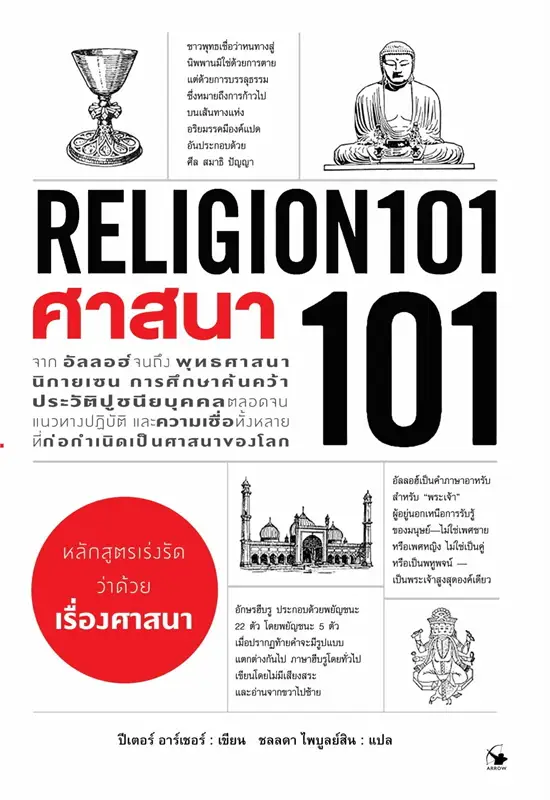 ชาวพุทธเชื่อว่าหนทางสู่
นิพพานมิใช่ด้วยการตาย
แต่ด้วยการบรรลุธรรม
ซึ่งหมายถึงการก้าวไป
บนเส้นทางแห่ง
อริยมรรคมีองค์แปด
อันประกอบด้วย
ศีล สมาธิ ปัญญา
RELIGION 101
ศาสนา 101
จาก อัลลอฮ์ จนถึง พุทธศาสนา
นิกายเซน การศึกษาค้นคว้า
ประวัติปูชนียบุคคล ตลอดจน
แนวทางปฏิบัติ และความเชื่อทั้งหลาย
ที่ก่อกำเนิดเป็นศาสนาของโลก
หลักสูตรเร่งรัด
ว่าด้วย
เรื่องศาสนา
อัลลอฮ์เป็นคำภาษาอาหรับ
สำหรับ “พระเจ้า”
ผู้อยู่นอกเหนือการรับรู้
ของมนุษย์—ไม่ใช่เพศชาย
หรือเพศหญิง ไม่ใช่เป็นคู่
หรือเป็นพหูพจน์ —
เป็นพระเจ้าสูงสุดองค์เดียว
อักษรฮีบรู ประกอบด้วยพยัญชนะ
22 ตัว โดยพยัญชนะ 5 ตัว
เมื่อปรากฏท้ายคำจะมีรูปแบบ
แตกต่างกันไป ภาษาฮีบรูโดยทั่วไป
เขียนโดยไม่มีเสียงสระ
และอ่านจากขวาไปซ้าย
ปีเตอร์ อาร์เชอร์ : เขียน ชลลดา ไพบูลย์สิน : แปล
ARROW